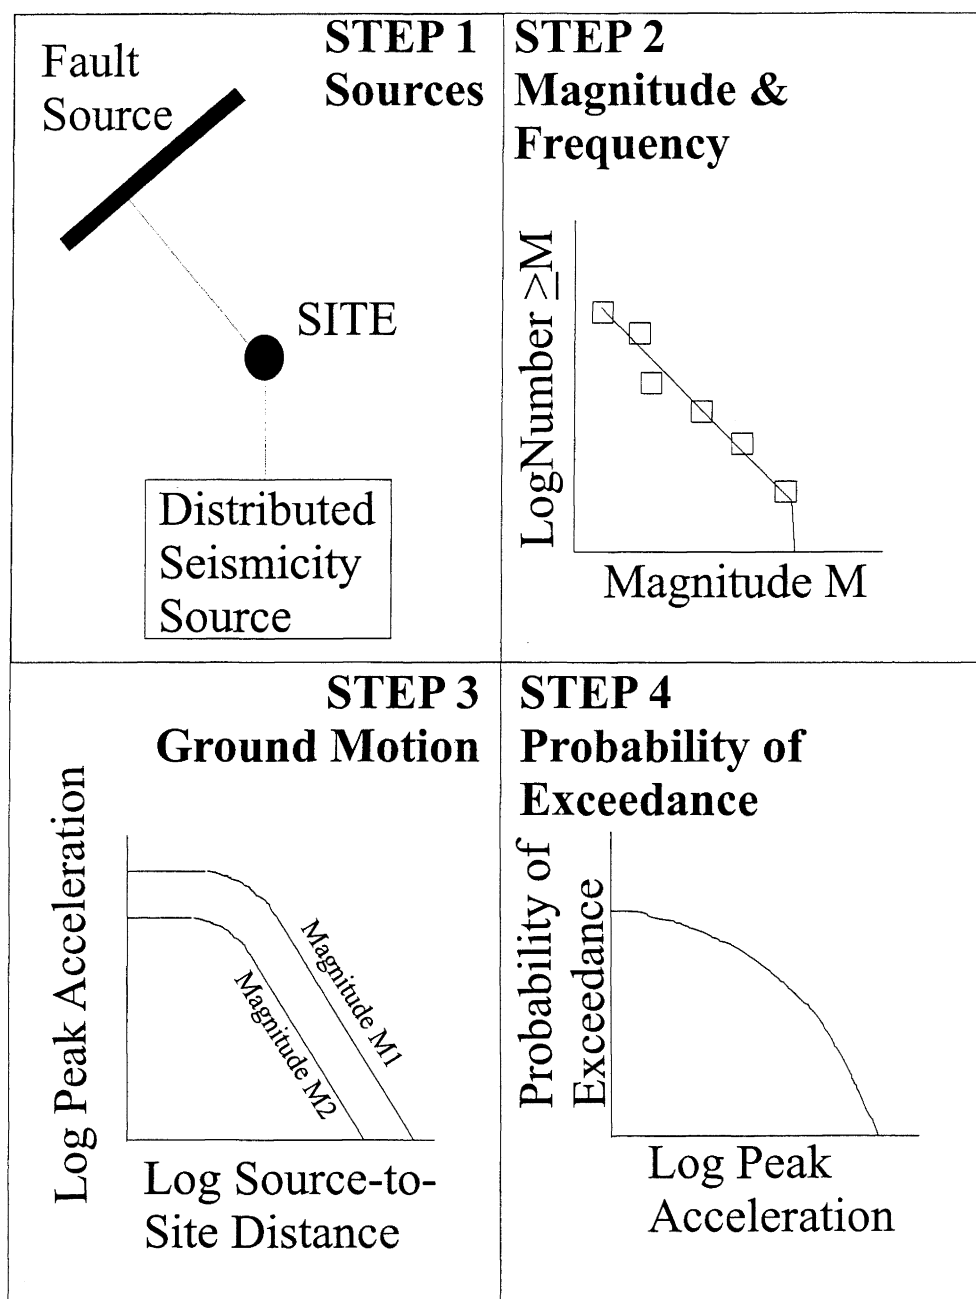 STEP 1
Sources
Fault
Source
SITE
Distributed
Seismicity
Source
STEP 2
Magnitude &
Frequency
LogNumber ≥M
Magnitude M
STEP 3
Ground Motion
Log Peak Acceleration
Magnitude M1
Magnitude M2
Log Source-to-
Site Distance
STEP 4
Probability of
Exceedance
Probability of
Exceedance
Log Peak
Acceleration